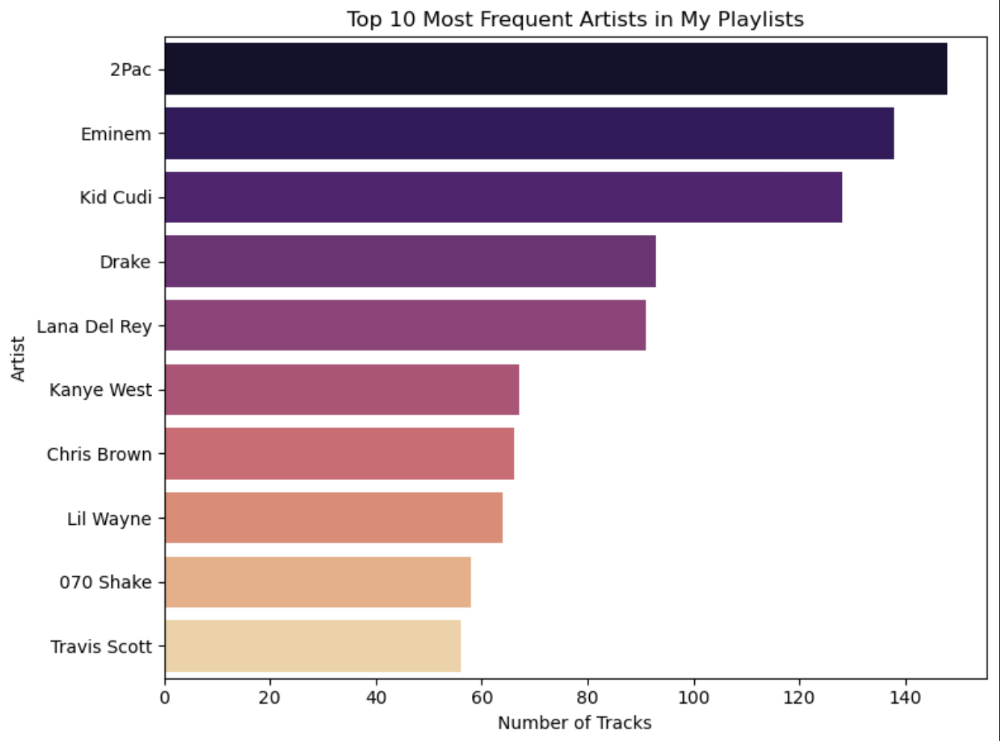 Top 10 Most Frequent Artists in My Playlists
2Pac
Eminem
Kid Cudi
Drake
Lana Del Rey
Kanye West
Chris Brown
Lil Wayne
070 Shake
Travis Scott
Artist
0 20 40 60 80 100 120 140
Number of Tracks